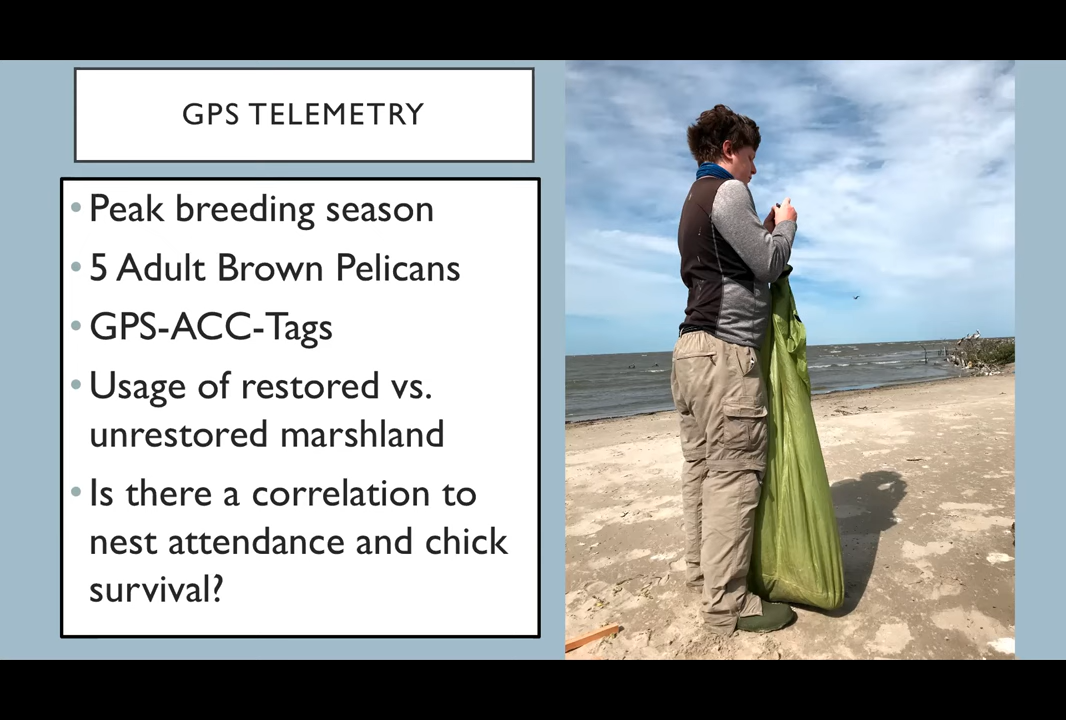 GPS TELEMETRY
• Peak breeding season
• 5 Adult Brown Pelicans
• GPS-ACC-Tags
• Usage of restored vs.
unrestored marshland
• Is there a correlation to
nest attendance and chick
survival?